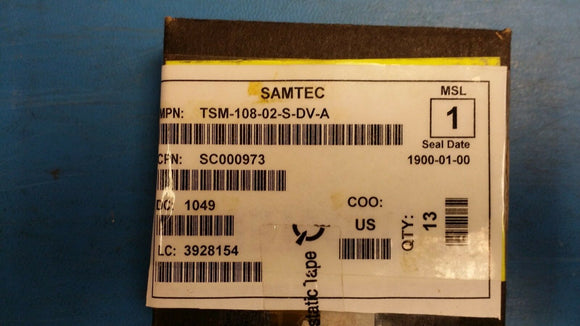 SAMTEC
MPN: TSM-108-02-S-DV-A
MSL
1
Seal Date
1900-01-00
CPN: SC000973
DC: 1049
COO:
US
QTY: 13
LC: 3928154
static Tape